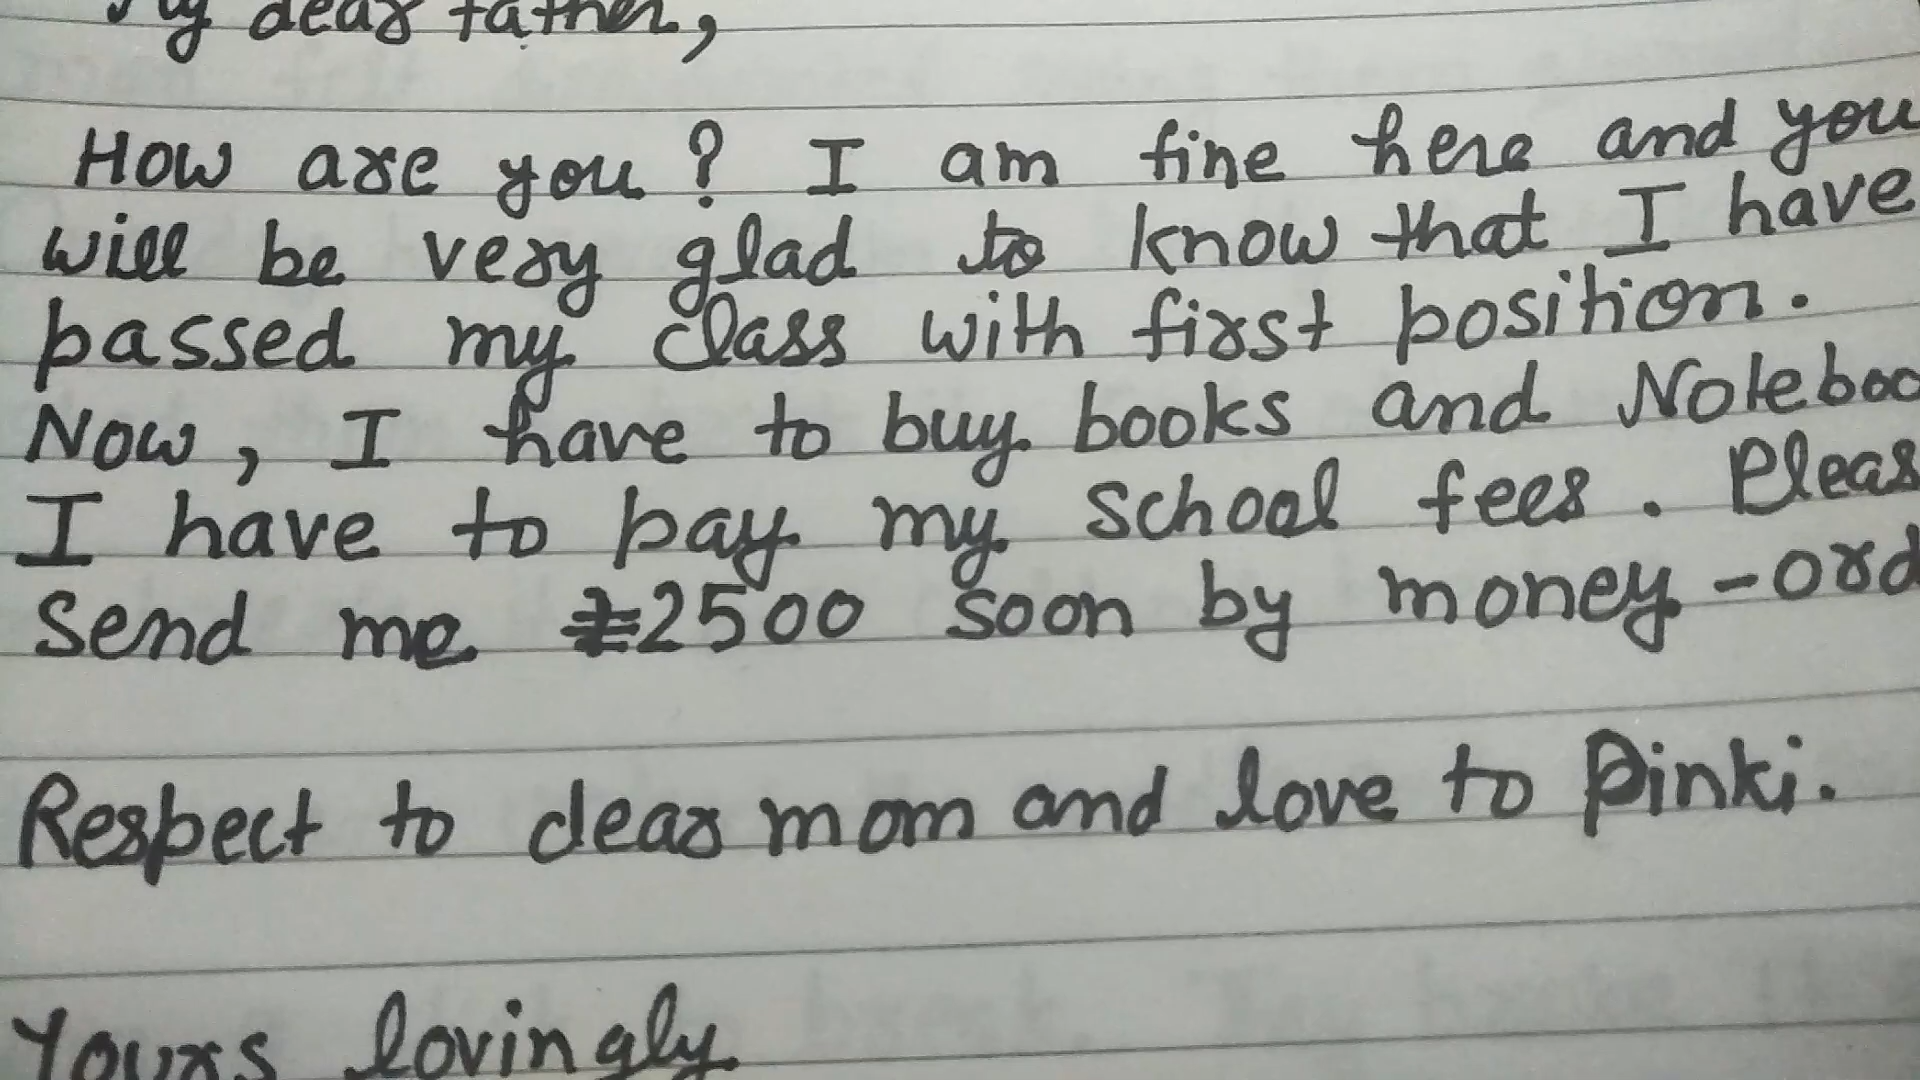 My dear father,
How are you? I am fine here and you
will be very glad to know that I have
passed my class with first position.
Now, I have to buy books and Noteboo
I have to pay my school fees. Pleas
Send me ₹2500 soon by money-ord
Respect to dear mom and love to Pinki.
Yours lovingly